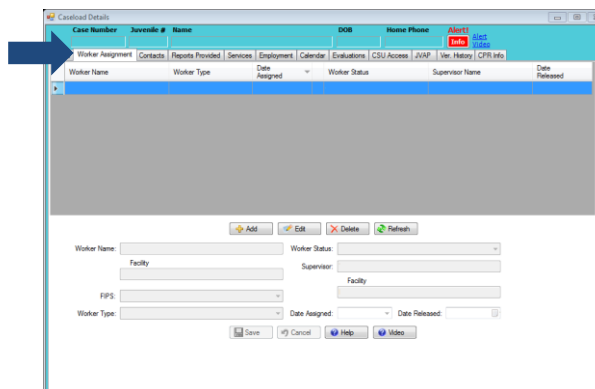 Caseload Details
Case Number Juvenile # Name DOB Home Phone Alert!
Info Alert Video
Worker Assignment Contacts Reports Provided Services Employment Calendar Evaluations CSU Access JVAP Ver. History CPR Info
Worker Name Worker Type Date Assigned Worker Status Supervisor Name Date Released
Add Edit Delete Refresh
Worker Name: Worker Status:
Facility Supervisor:
Facility
FIPS:
Worker Type: Date Assigned: Date Released:
Save Cancel Help Video